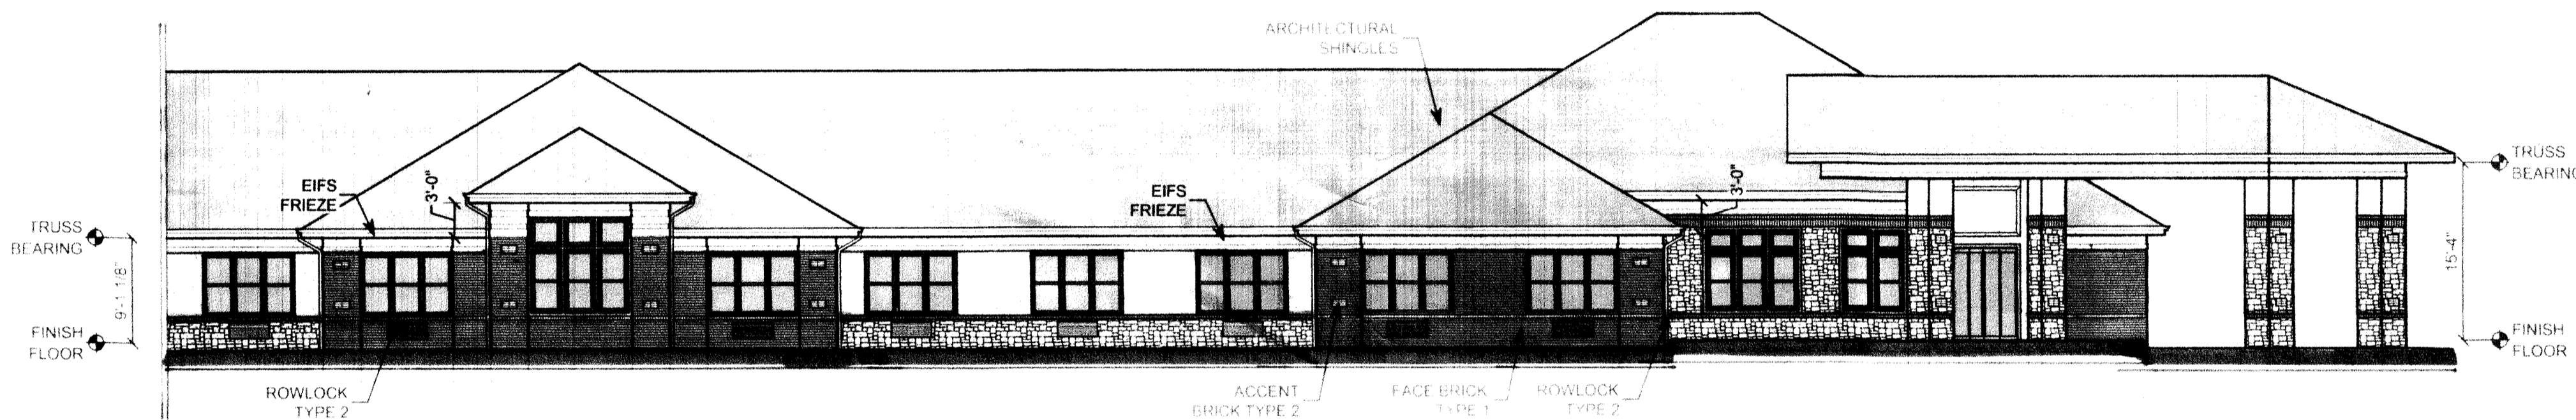 ARCHITECTURAL
SHINGLES
EIFS
FRIEZE
3'-0"
EIFS
FRIEZE
3'-0"
TRUSS
BEARING
TRUSS
BEARING
9'-1 1/8"
15'-4"
FINISH
FLOOR
FINISH
FLOOR
ROWLOCK
TYPE 2
ACCENT
BRICK TYPE 2
FACE BRICK
TYPE 1
ROWLOCK
TYPE 2